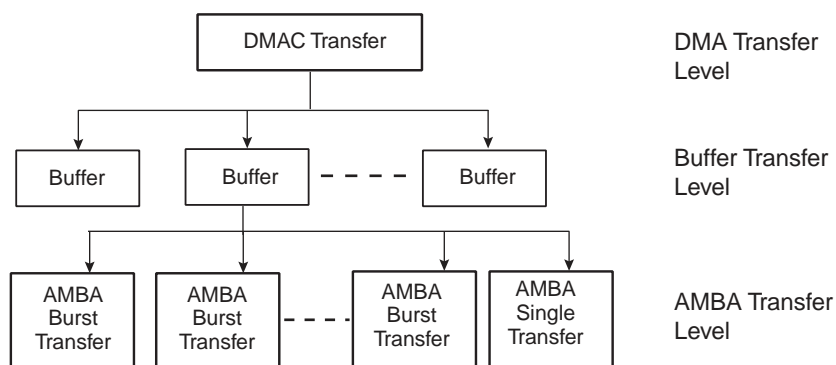 DMAC Transfer
DMA Transfer
Level
Buffer
Buffer
Buffer
Buffer Transfer
Level
AMBA
Burst
Transfer
AMBA
Burst
Transfer
AMBA
Burst
Transfer
AMBA
Single
Transfer
AMBA Transfer
Level